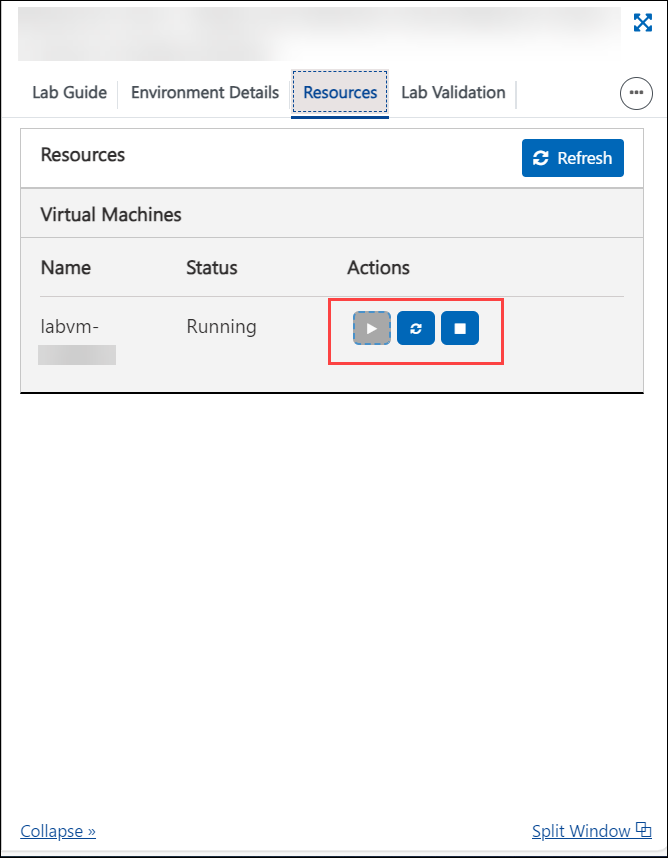 Lab Guide Environment Details Resources Lab Validation
Resources Refresh
Virtual Machines
Name Status Actions
labvm- Running
Collapse » Split Window